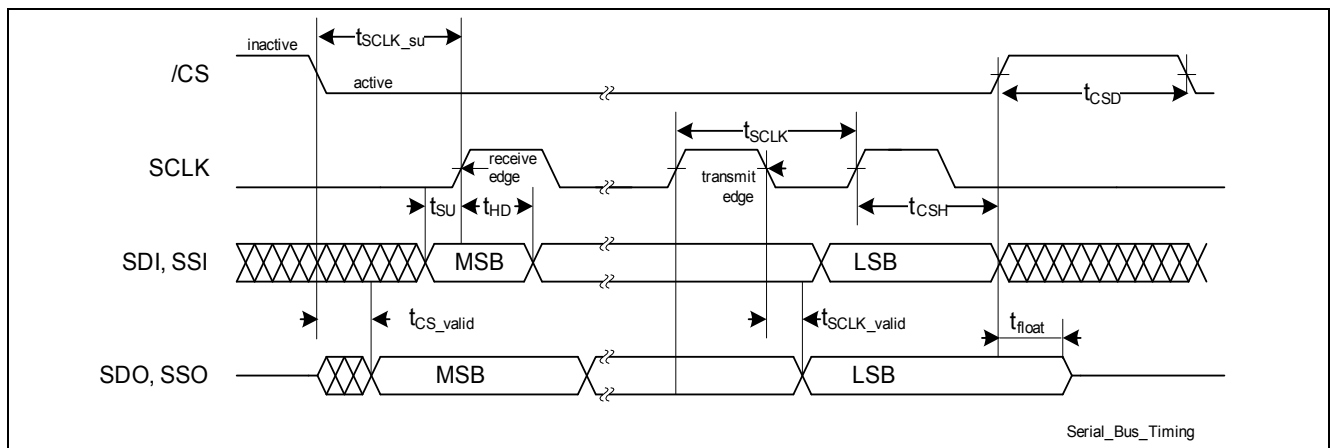 inactive
tSCLK_su
/CS
active
tCSD
tSCLK
SCLK
receive
edge
transmit
edge
tSU
tHD
tCSH
SDI, SSI
MSB
LSB
tCS_valid
tSCLK_valid
tfloat
SDO, SSO
MSB
LSB
Serial_Bus_Timing